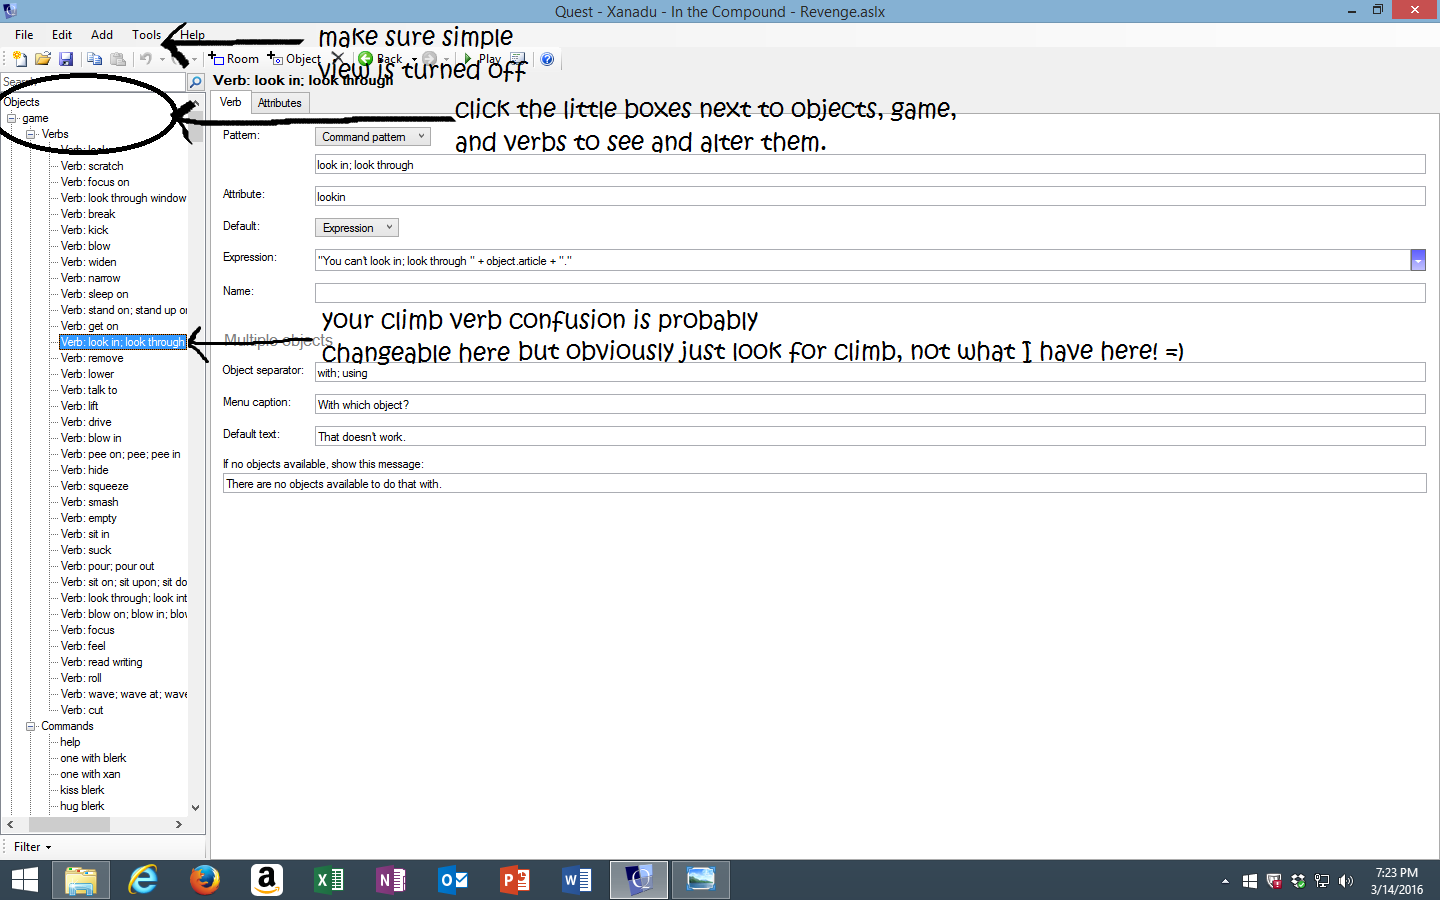 Quest - Xanadu - In the Compound - Revenge.aslx
File Edit Add Tools Help
make sure simple
view is turned off
Room Object Back Play
Search
Verb: look in; look through
Objects
game
Verbs
Verb Attributes
click the little boxes next to objects, game,
and verbs to see and alter them.
Verb: look
Verb: scratch
Verb: focus on
Verb: look through window
Verb: break
Verb: kick
Verb: blow
Verb: widen
Verb: narrow
Verb: sleep on
Verb: stand on; stand up or
Verb: get on
Verb: look in; look through
Verb: remove
Verb: lower
Verb: talk to
Verb: lift
Verb: drive
Verb: blow in
Verb: pee on; pee; pee in
Verb: hide
Verb: squeeze
Verb: smash
Verb: empty
Verb: sit in
Verb: suck
Verb: pour; pour out
Verb: sit on; sit upon; sit do
Verb: look through; look int
Verb: blow on; blow in; blov
Verb: focus
Verb: feel
Verb: read writing
Verb: roll
Verb: wave; wave at; wave
Verb: cut
Commands
help
one with blerk
one with xan
kiss blerk
hug blerk
Filter
Pattern: Command pattern
look in; look through
Attribute: lookin
Default: Expression
Expression: "You can't look in; look through " + object.article + "."
Name:
your climb verb confusion is probably
Multiple objects
changeable here but obviously just look for climb, not what I have here! =)
Object separator: with; using
Menu caption: With which object?
Default text: That doesn't work.
If no objects available, show this message:
There are no objects available to do that with.
7:23 PM
3/14/2016